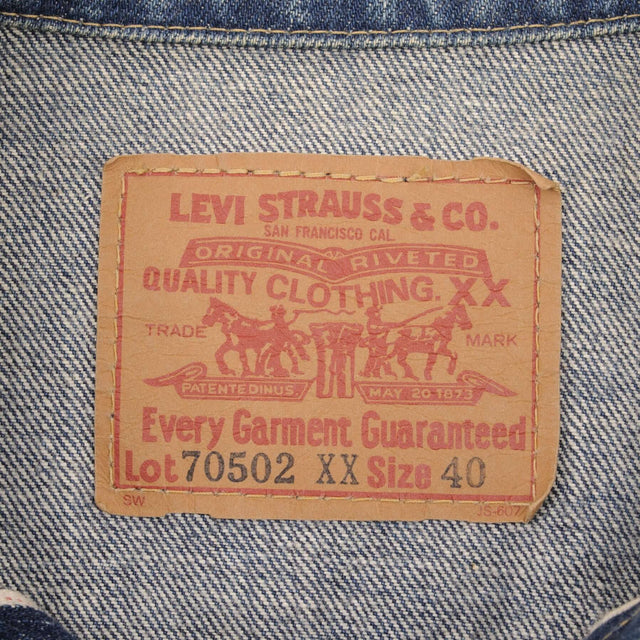 LEVI STRAUSS & CO.
SAN FRANCISCO CAL.
ORIGINAL RIVETED
QUALITY CLOTHING. XX
TRADE MARK
PATENTED IN U S MAY 20 1873
Every Garment Guaranteed
Lot 70502 XX Size 40
SW JS-607